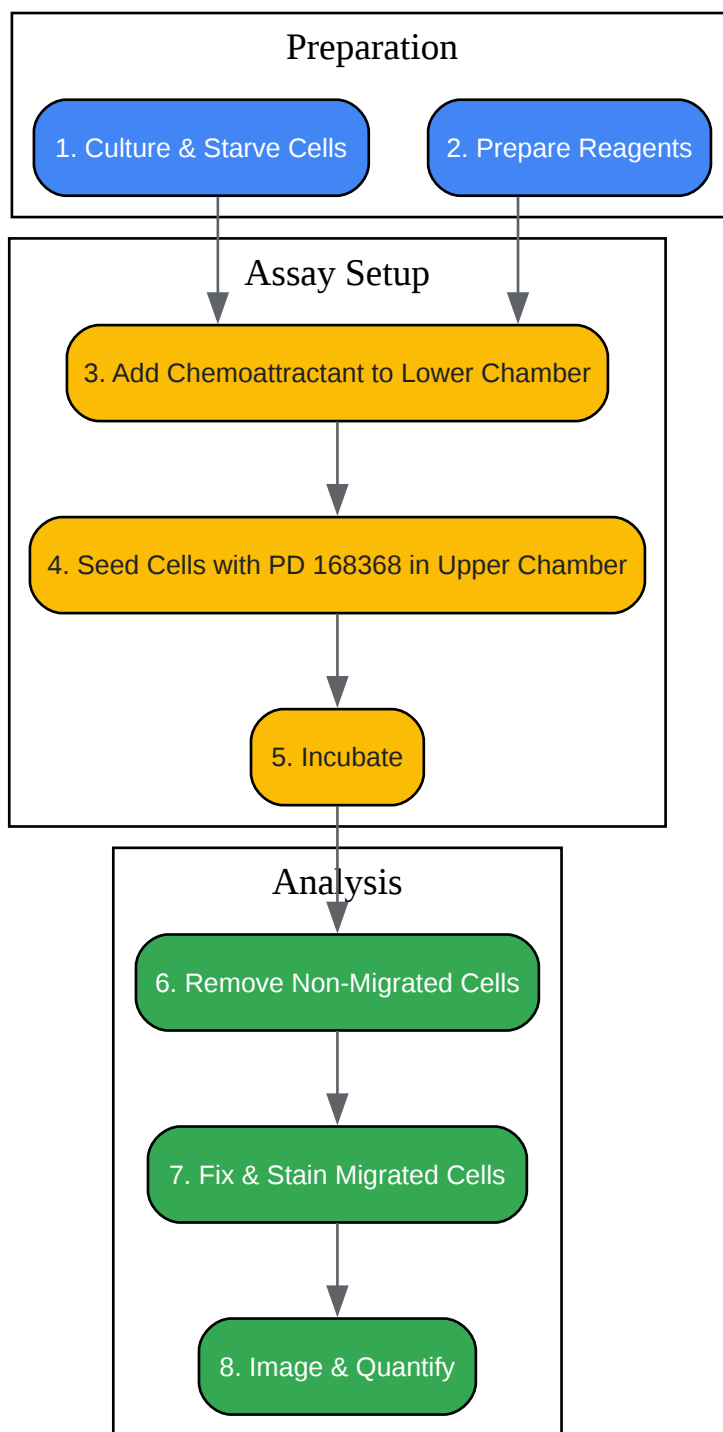 Preparation
1. Culture & Starve Cells
2. Prepare Reagents
Assay Setup
3. Add Chemoattractant to Lower Chamber
4. Seed Cells with PD 168368 in Upper Chamber
5. Incubate
Analysis
6. Remove Non-Migrated Cells
7. Fix & Stain Migrated Cells
8. Image & Quantify